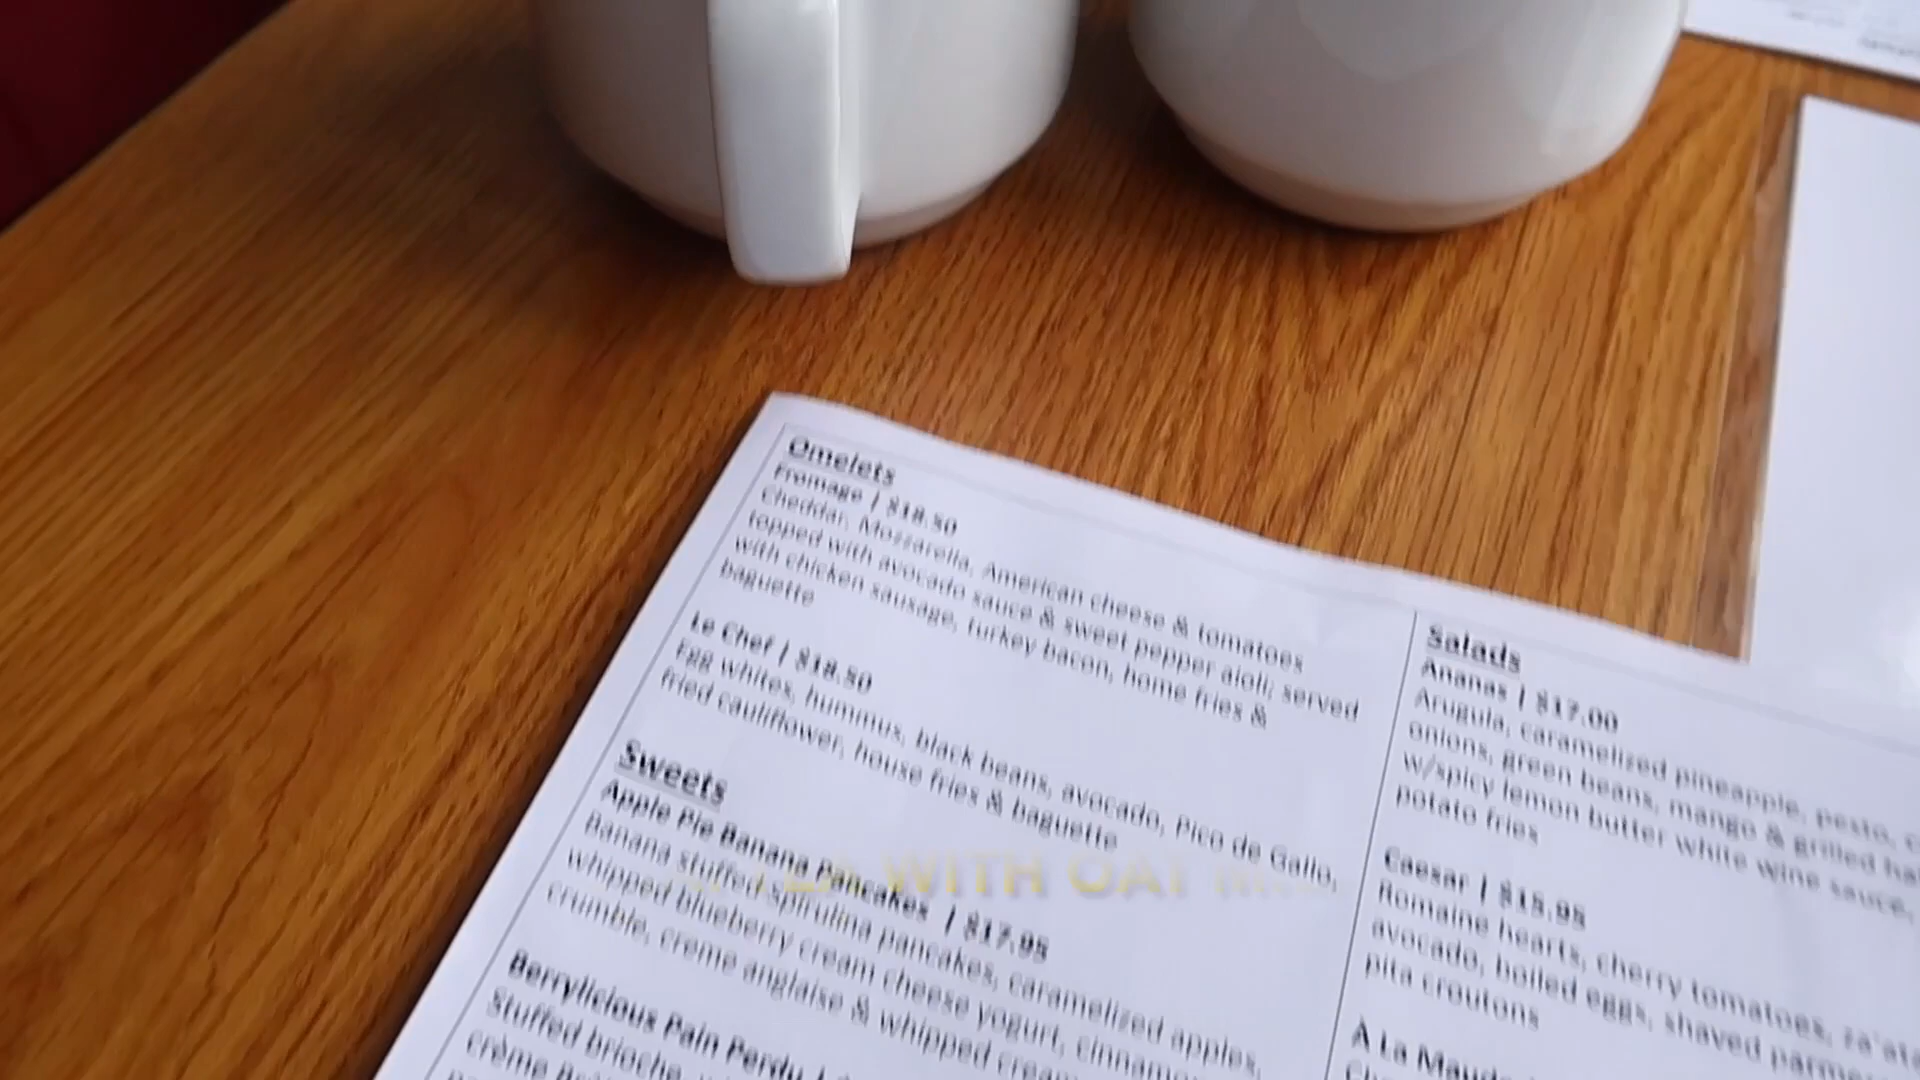 Omelets
Fromage | $18.50
Cheddar, Mozzarella, American cheese & tomatoes
topped with avocado sauce & sweet pepper aioli; served
with chicken sausage, turkey bacon, home fries &
baguette
Le Chef | $18.50
Egg whites, hummus, black beans, avocado, Pico de Gallo,
fried cauliflower, house fries & baguette
Sweets
Apple Pie Banana Pancakes | $17.95
Banana stuffed spirulina pancakes, caramelized apples,
whipped blueberry cream cheese yogurt, cinnamon
crumble, creme anglaise & whipped cream
Berrylicious Pain Perdu |
Stuffed brioche,
crème
Salads
Ananas | $17.00
Arugula, caramelized pineapple, pesto,
onions, green beans, mango & grilled
w/spicy lemon butter white wine sauce,
potato fries
Caesar | $15.95
Romaine hearts, cherry tomatoes,
avocado, boiled eggs, shaved
pita croutons
À La
WITH OAT